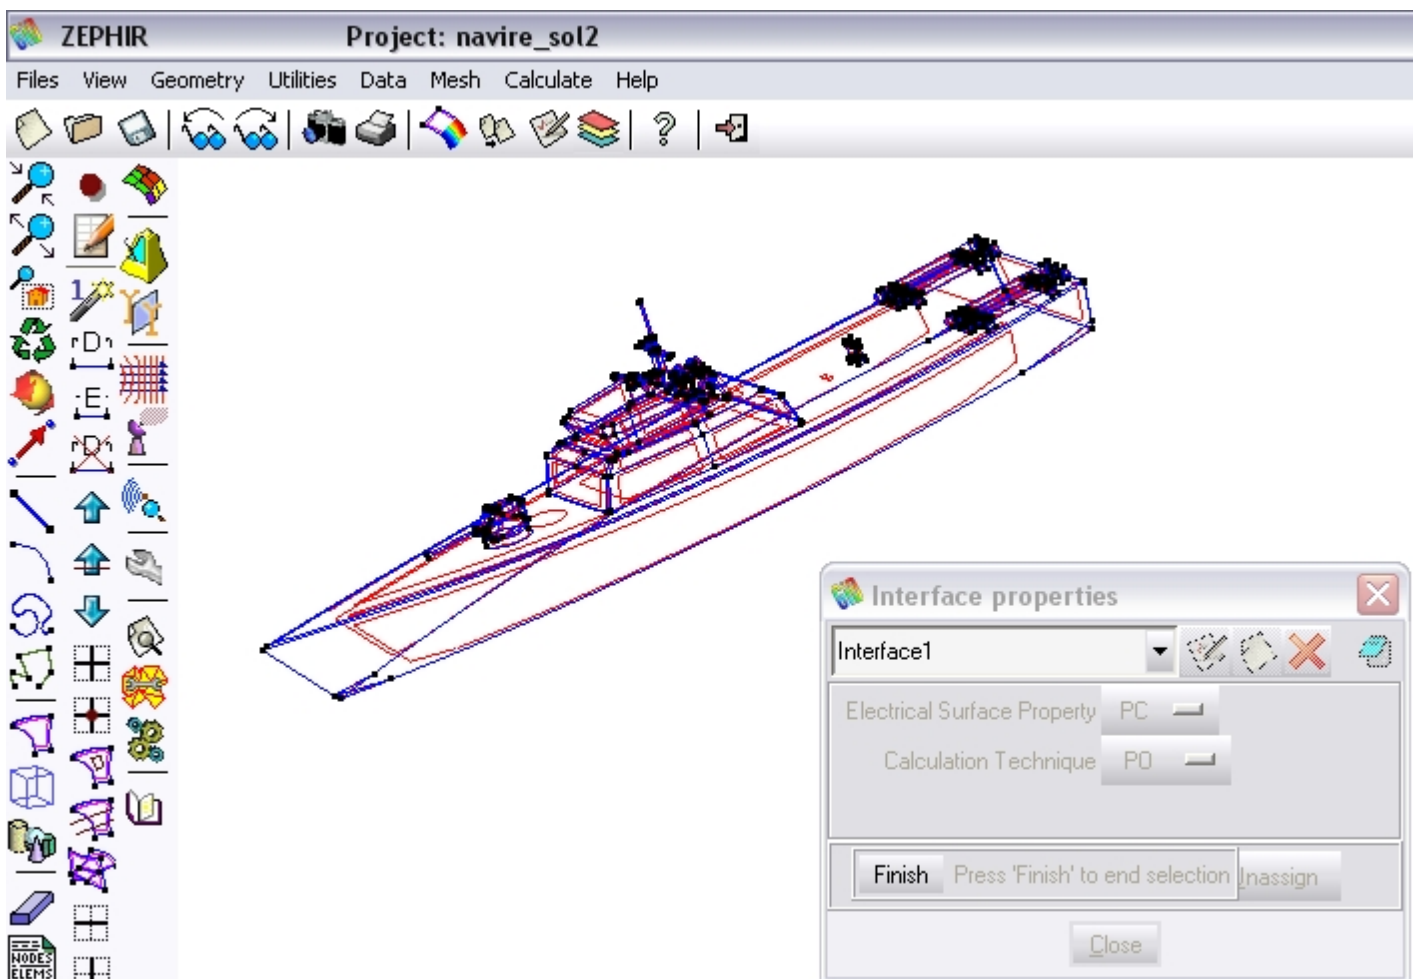 ZEPHIR Project: navire_sol2
Files View Geometry Utilities Data Mesh Calculate Help
?
1
D
E
D
NODES
ELEMS
Interface properties
Interface1
Electrical Surface Property PC
Calculation Technique PO
Finish Press 'Finish' to end selection
Close